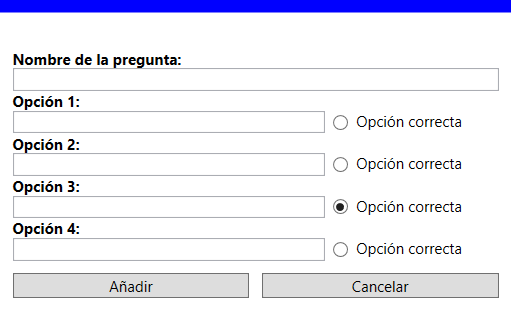 Nombre de la pregunta:
Opción 1:
Opción correcta
Opción 2:
Opción correcta
Opción 3:
Opción correcta
Opción 4:
Opción correcta
Añadir Cancelar